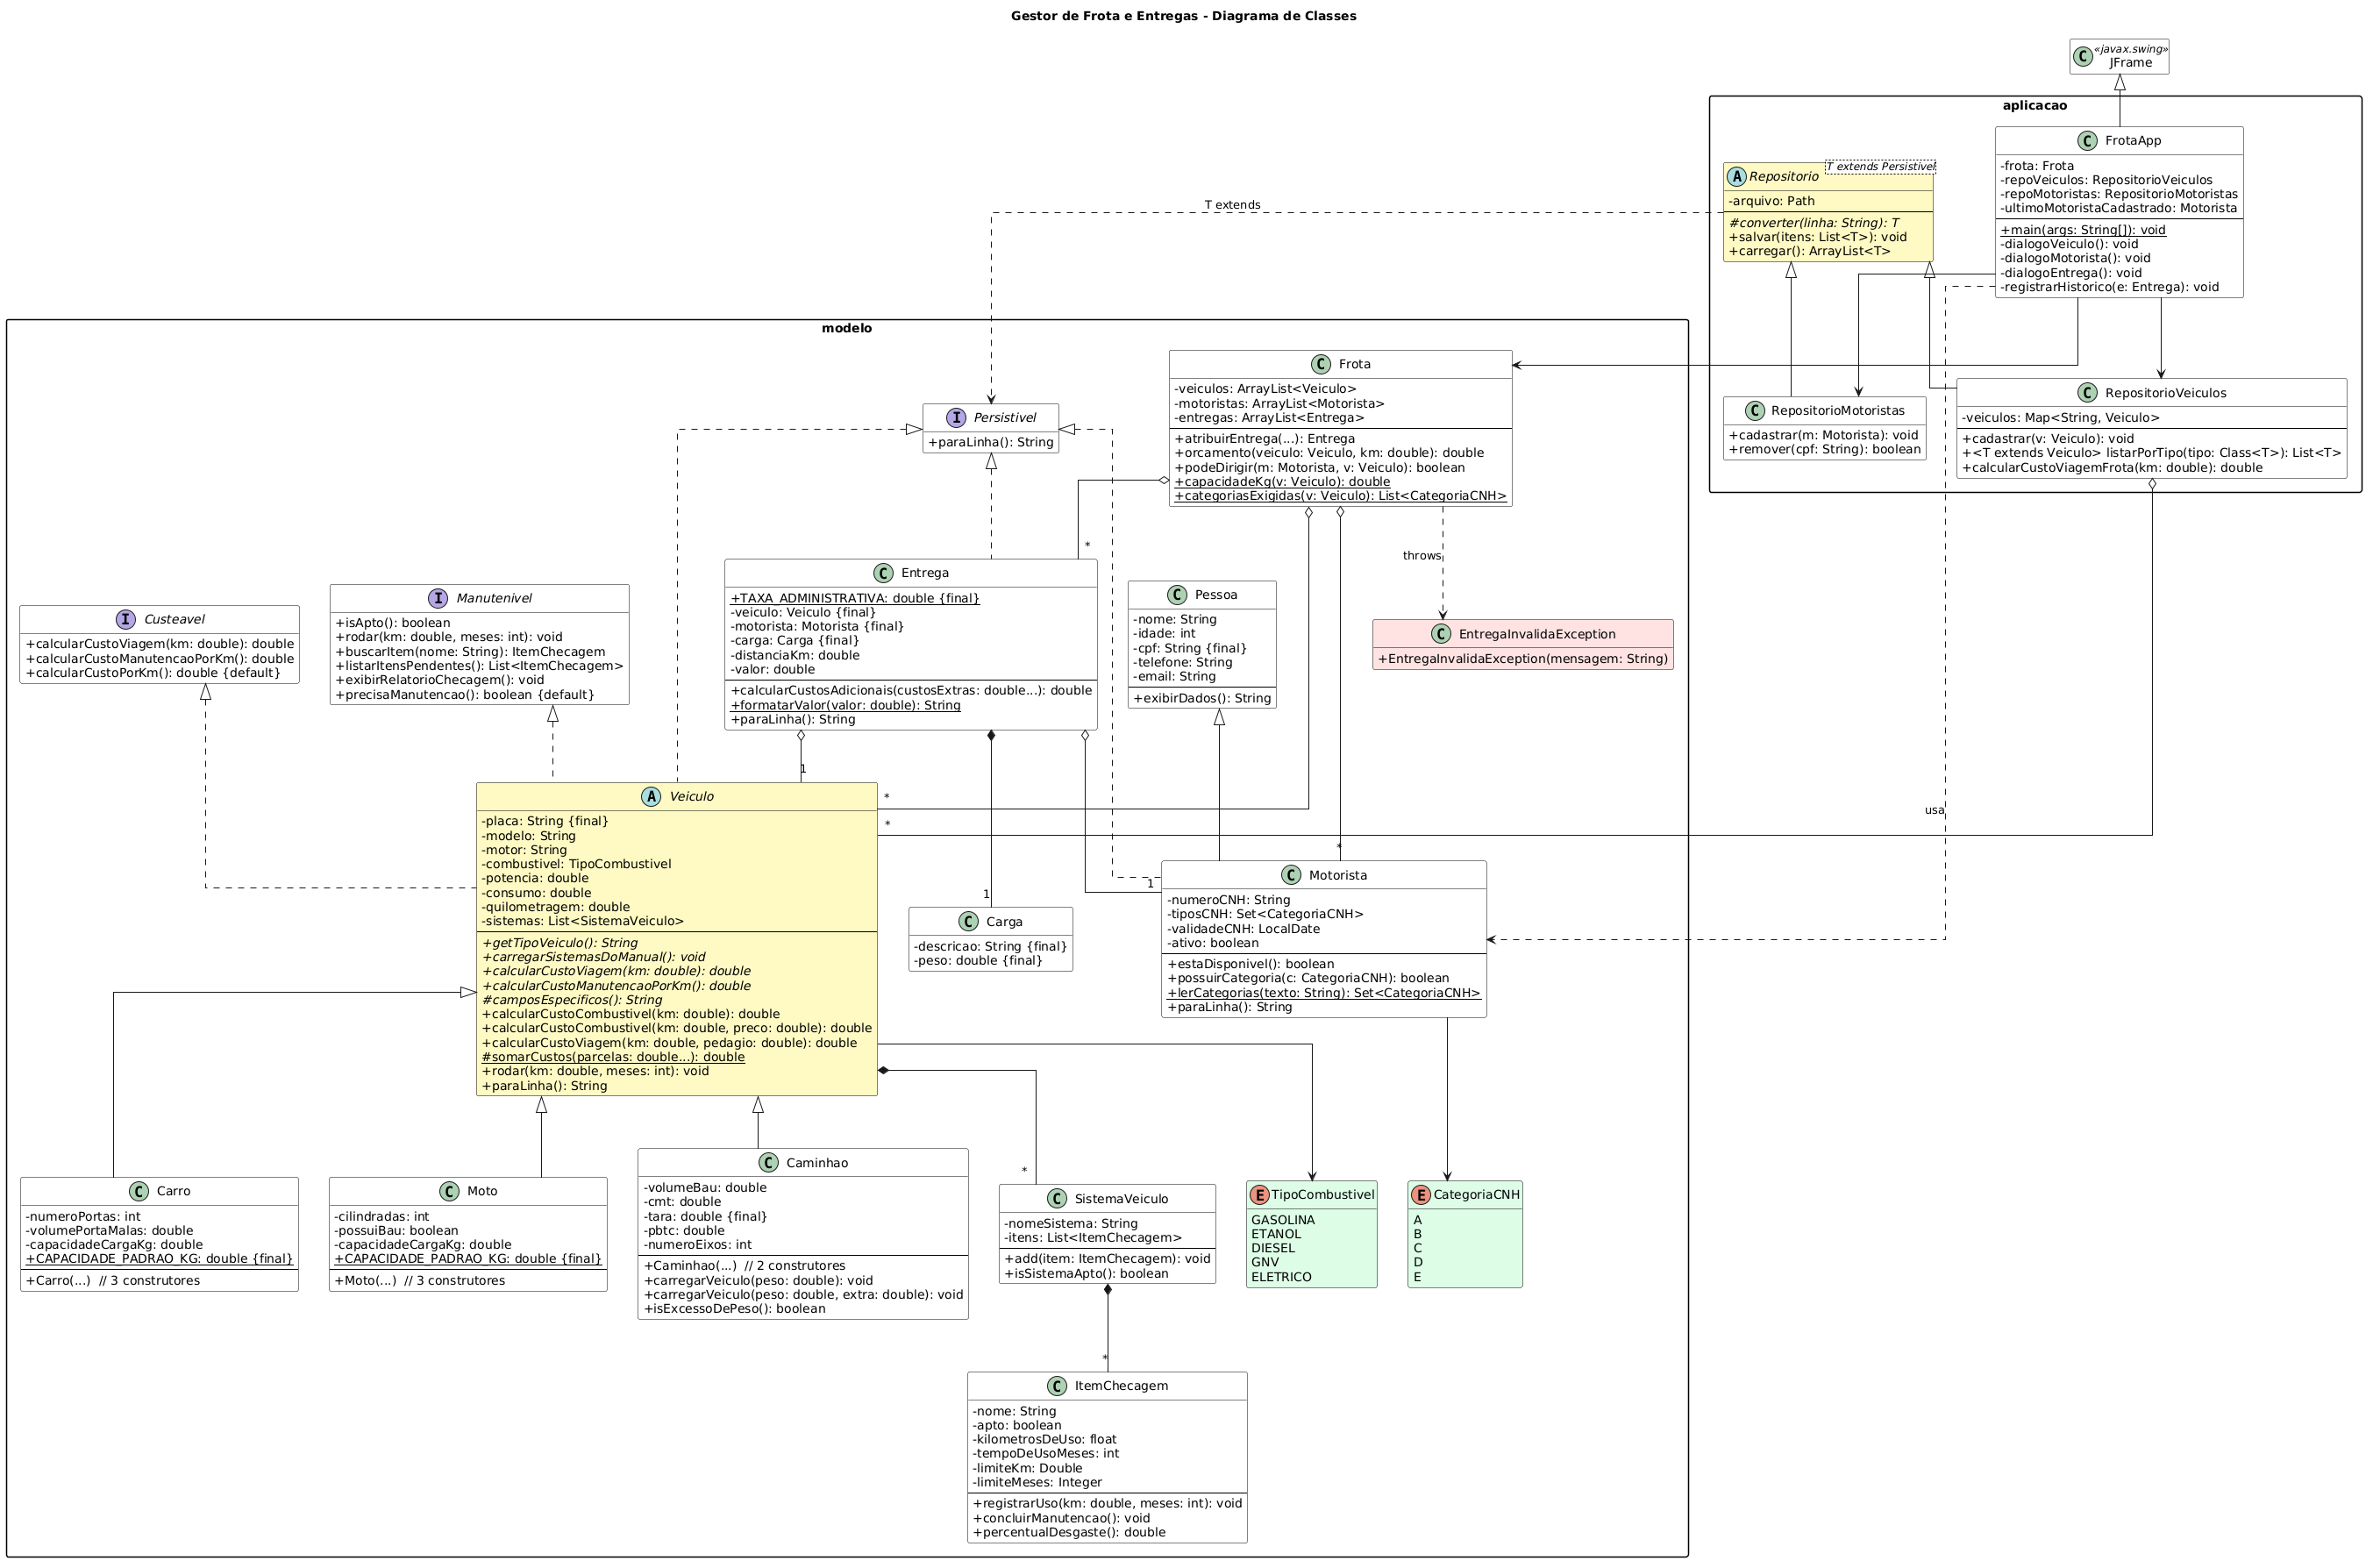 Gestor de Frota e Entregas - Diagrama de Classes
C
«javax.swing»
JFrame
aplicacao
C FrotaApp
-frota: Frota
-repoVeiculos: RepositorioVeiculos
-repoMotoristas: RepositorioMotoristas
-ultimoMotoristaCadastrado: Motorista
+main(args: String[]): void
-dialogoVeiculo(): void
-dialogoMotorista(): void
-dialogoEntrega(): void
-registrarHistorico(e: Entrega): void
T extends Persistivel
A Repositorio
-arquivo: Path
#converter(linha: String): T
+salvar(itens: List<T>): void
+carregar(): ArrayList<T>
T extends
modelo
C Frota
-veiculos: ArrayList<Veiculo>
-motoristas: ArrayList<Motorista>
-entregas: ArrayList<Entrega>
+atribuirEntrega(...): Entrega
+orcamento(veiculo: Veiculo, km: double): double
+podeDirigir(m: Motorista, v: Veiculo): boolean
+capacidadeKg(v: Veiculo): double
+categoriasExigidas(v: Veiculo): List<CategoriaCNH>
C RepositorioMotoristas
+cadastrar(m: Motorista): void
+remover(cpf: String): boolean
C RepositorioVeiculos
-veiculos: Map<String, Veiculo>
+cadastrar(v: Veiculo): void
+<T extends Veiculo> listarPorTipo(tipo: Class<T>): List<T>
+calcularCustoViagemFrota(km: double): double
I Persistivel
+paraLinha(): String
*
throws
C Entrega
+TAXA_ADMINISTRATIVA: double {final}
-veiculo: Veiculo {final}
-motorista: Motorista {final}
-carga: Carga {final}
-distanciaKm: double
-valor: double
+calcularCustosAdicionais(custosExtras: double...): double
+formatarValor(valor: double): String
+paraLinha(): String
C Pessoa
-nome: String
-idade: int
-cpf: String {final}
-telefone: String
-email: String
+exibirDados(): String
C EntregaInvalidaException
+EntregaInvalidaException(mensagem: String)
I Custeavel
+calcularCustoViagem(km: double): double
+calcularCustoManutencaoPorKm(): double
+calcularCustoPorKm(): double {default}
I Manutenivel
+isApto(): boolean
+rodar(km: double, meses: int): void
+buscarItem(nome: String): ItemChecagem
+listarItensPendentes(): List<ItemChecagem>
+exibirRelatorioChecagem(): void
+precisaManutencao(): boolean {default}
1
*
*
usa
A Veiculo
-placa: String {final}
-modelo: String
-motor: String
-combustivel: TipoCombustivel
-potencia: double
-consumo: double
-quilometragem: double
-sistemas: List<SistemaVeiculo>
+getTipoVeiculo(): String
+carregarSistemasDoManual(): void
+calcularCustoViagem(km: double): double
+calcularCustoManutencaoPorKm(): double
#camposEspecificos(): String
+calcularCustoCombustivel(km: double): double
+calcularCustoCombustivel(km: double, preco: double): double
+calcularCustoViagem(km: double, pedagio: double): double
#somarCustos(parcelas: double...): double
+rodar(km: double, meses: int): void
+paraLinha(): String
*
1
1
C Carga
-descricao: String {final}
-peso: double {final}
C Motorista
-numeroCNH: String
-tiposCNH: Set<CategoriaCNH>
-validadeCNH: LocalDate
-ativo: boolean
+estaDisponivel(): boolean
+possuirCategoria(c: CategoriaCNH): boolean
+lerCategorias(texto: String): Set<CategoriaCNH>
+paraLinha(): String
C Carro
-numeroPortas: int
-volumePortaMalas: double
-capacidadeCargaKg: double
+CAPACIDADE_PADRAO_KG: double {final}
+Carro(...)  // 3 construtores
C Moto
-cilindradas: int
-possuiBau: boolean
-capacidadeCargaKg: double
+CAPACIDADE_PADRAO_KG: double {final}
+Moto(...)  // 3 construtores
C Caminhao
-volumeBau: double
-cmt: double
-tara: double {final}
-pbtc: double
-numeroEixos: int
+Caminhao(...)  // 2 construtores
+carregarVeiculo(peso: double): void
+carregarVeiculo(peso: double, extra: double): void
+isExcessoDePeso(): boolean
*
C SistemaVeiculo
-nomeSistema: String
-itens: List<ItemChecagem>
+add(item: ItemChecagem): void
+isSistemaApto(): boolean
E TipoCombustivel
GASOLINA
ETANOL
DIESEL
GNV
ELETRICO
E CategoriaCNH
A
B
C
D
E
*
C ItemChecagem
-nome: String
-apto: boolean
-kilometrosDeUso: float
-tempoDeUsoMeses: int
-limiteKm: Double
-limiteMeses: Integer
+registrarUso(km: double, meses: int): void
+concluirManutencao(): void
+percentualDesgaste(): double